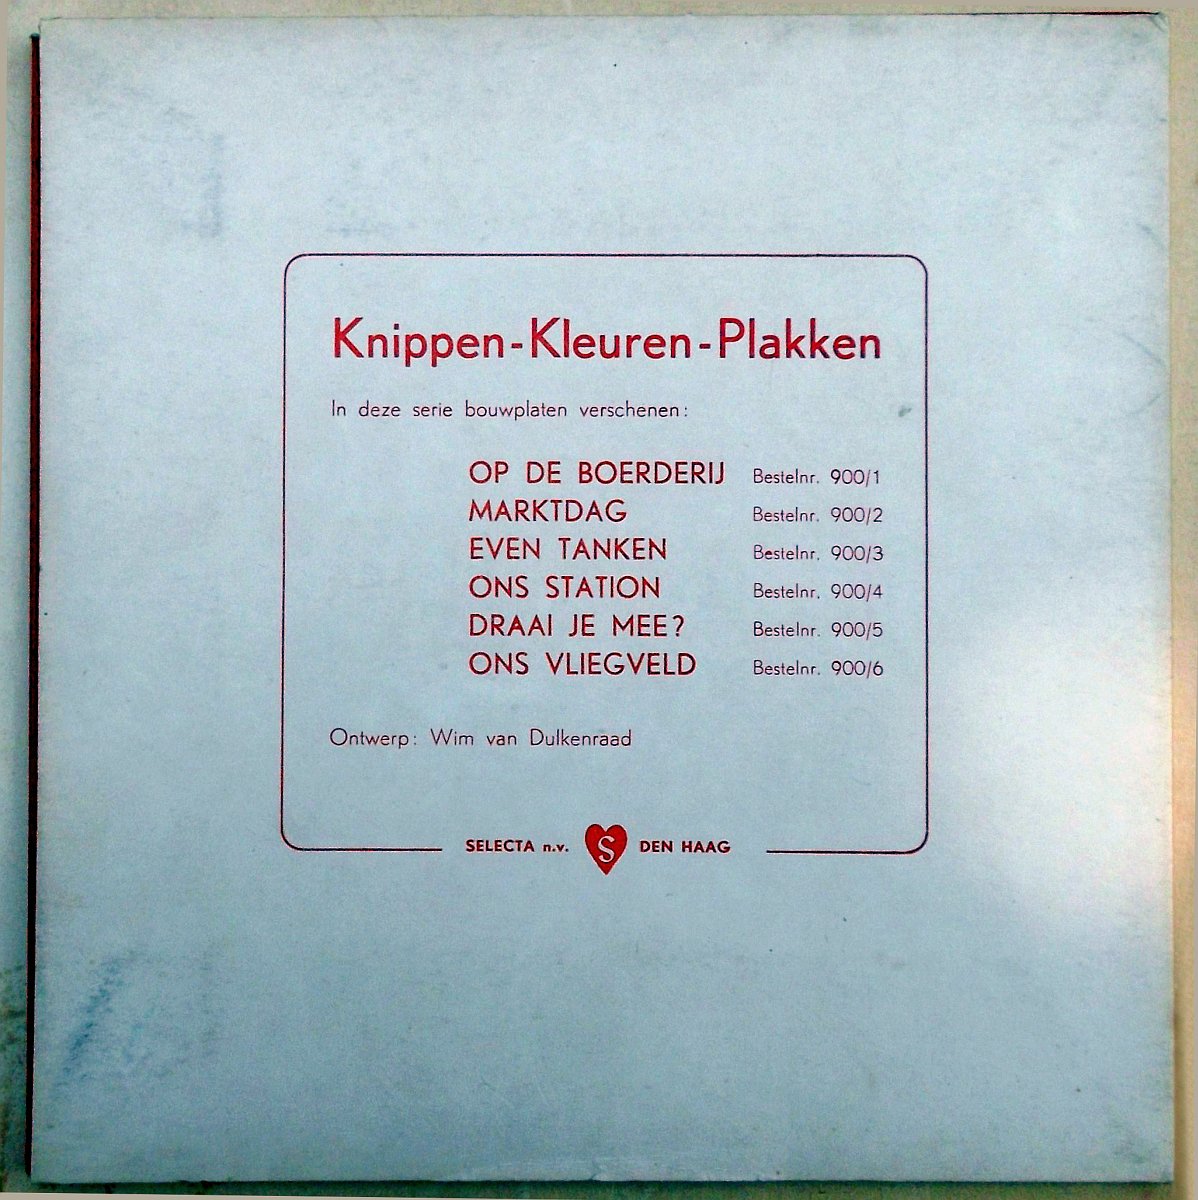 Knippen-Kleuren-Plakken
In deze serie bouwplaten verschenen:
OP DE BOERDERIJ Bestelnr. 900/1
MARKTDAG Bestelnr. 900/2
EVEN TANKEN Bestelnr. 900/3
ONS STATION Bestelnr. 900/4
DRAAI JE MEE? Bestelnr. 900/5
ONS VLIEGVELD Bestelnr. 900/6
Ontwerp: Wim van Dulkenraad
SELECTA n.v. S DEN HAAG